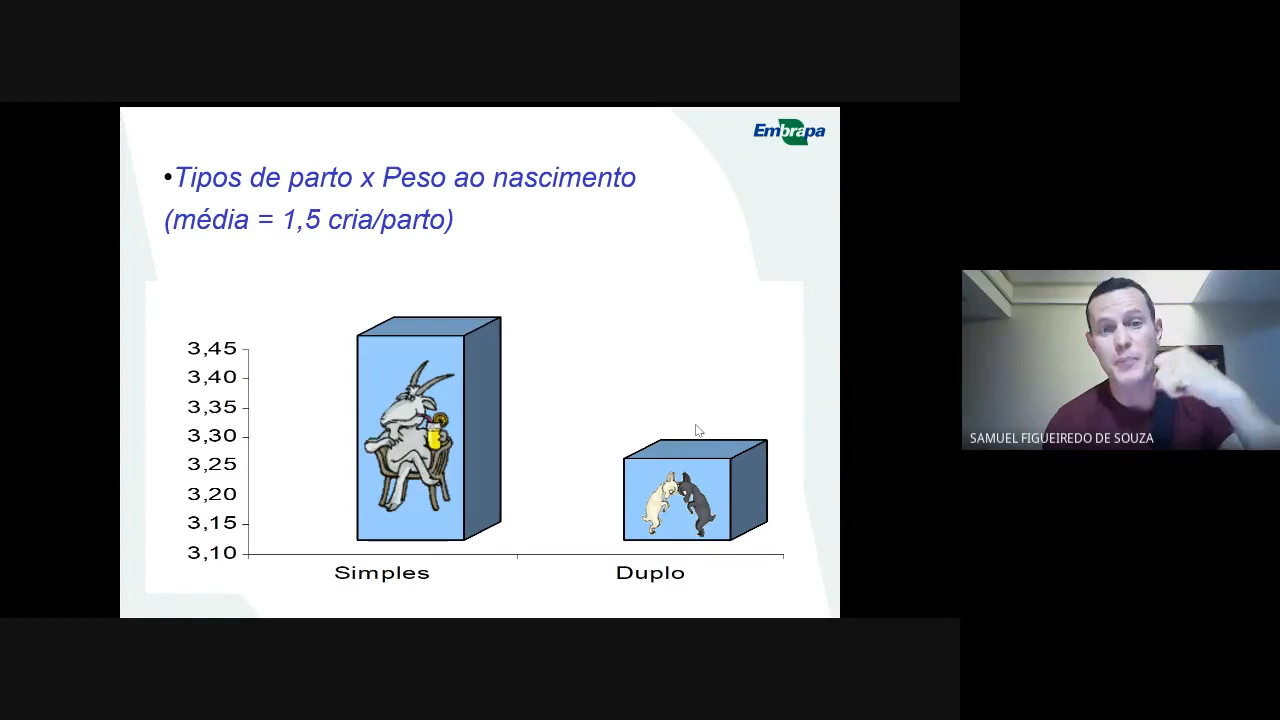 Embrapa
•Tipos de parto x Peso ao nascimento
(média = 1,5 cria/parto)
3,45
3,40
3,35
3,30
3,25
3,20
3,15
3,10
Simples Duplo
SAMUEL FIGUEIREDO DE SOUZA